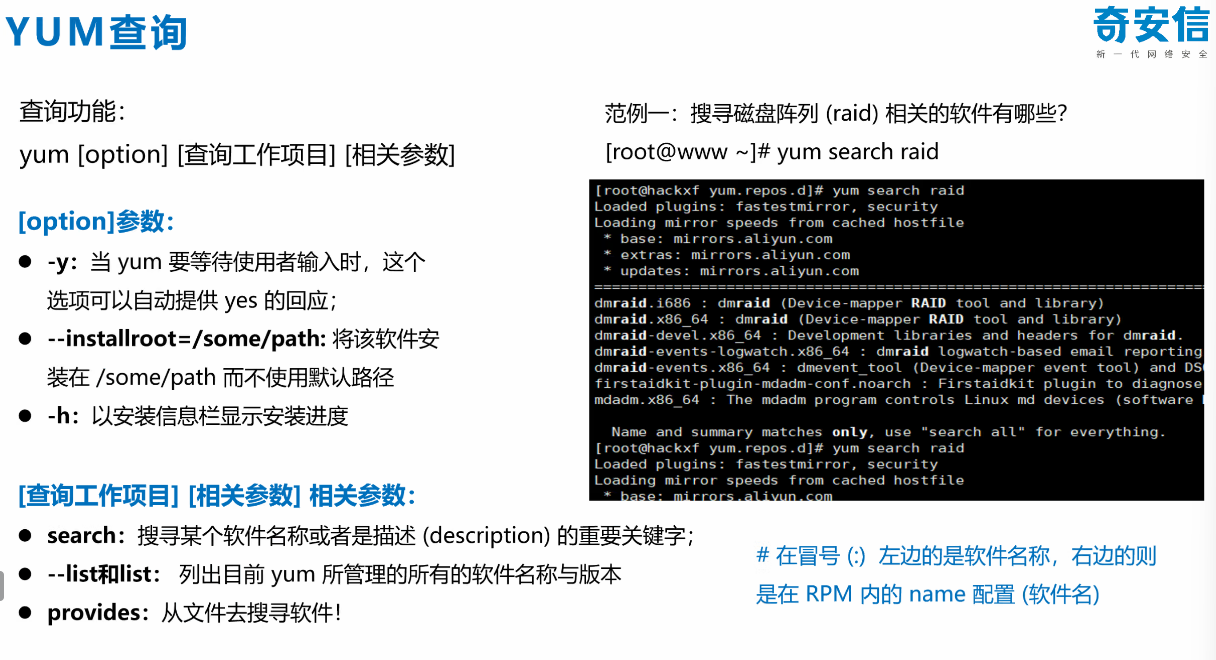 YUM查询
奇安信
新一代网络安全
查询功能：
yum [option] [查询工作项目] [相关参数]
[option]参数：
● -y：当 yum 要等待使用者输入时，这个
选项可以自动提供 yes 的回应；
● --installroot=/some/path: 将该软件安
装在 /some/path 而不使用默认路径
● -h：以安装信息栏显示安装进度
[查询工作项目] [相关参数] 相关参数：
● search：搜寻某个软件名称或者是描述 (description) 的重要关键字；
● --list和list： 列出目前 yum 所管理的所有的软件名称与版本
● provides：从文件去搜寻软件！
范例一：搜寻磁盘阵列 (raid) 相关的软件有哪些？
[root@www ~]# yum search raid
[root@hackxf yum.repos.d]# yum search raid
Loaded plugins: fastestmirror, security
Loading mirror speeds from cached hostfile
* base: mirrors.aliyun.com
* extras: mirrors.aliyun.com
* updates: mirrors.aliyun.com
======================================================================
dmraid.i686 : dmraid (Device-mapper RAID tool and library)
dmraid.x86_64 : dmraid (Device-mapper RAID tool and library)
dmraid-devel.x86_64 : Development libraries and headers for dmraid.
dmraid-events-logwatch.x86_64 : dmraid logwatch-based email reporting
dmraid-events.x86_64 : dmevent_tool (Device-mapper event tool) and DS
firstaidkit-plugin-mdadm-conf.noarch : Firstaidkit plugin to diagnose
mdadm.x86_64 : The mdadm program controls Linux md devices (software
Name and summary matches only, use "search all" for everything.
[root@hackxf yum.repos.d]# yum search raid
Loaded plugins: fastestmirror, security
Loading mirror speeds from cached hostfile
* base: mirrors.aliyun.com
# 在冒号 (:) 左边的是软件名称，右边的则
是在 RPM 内的 name 配置 (软件名)